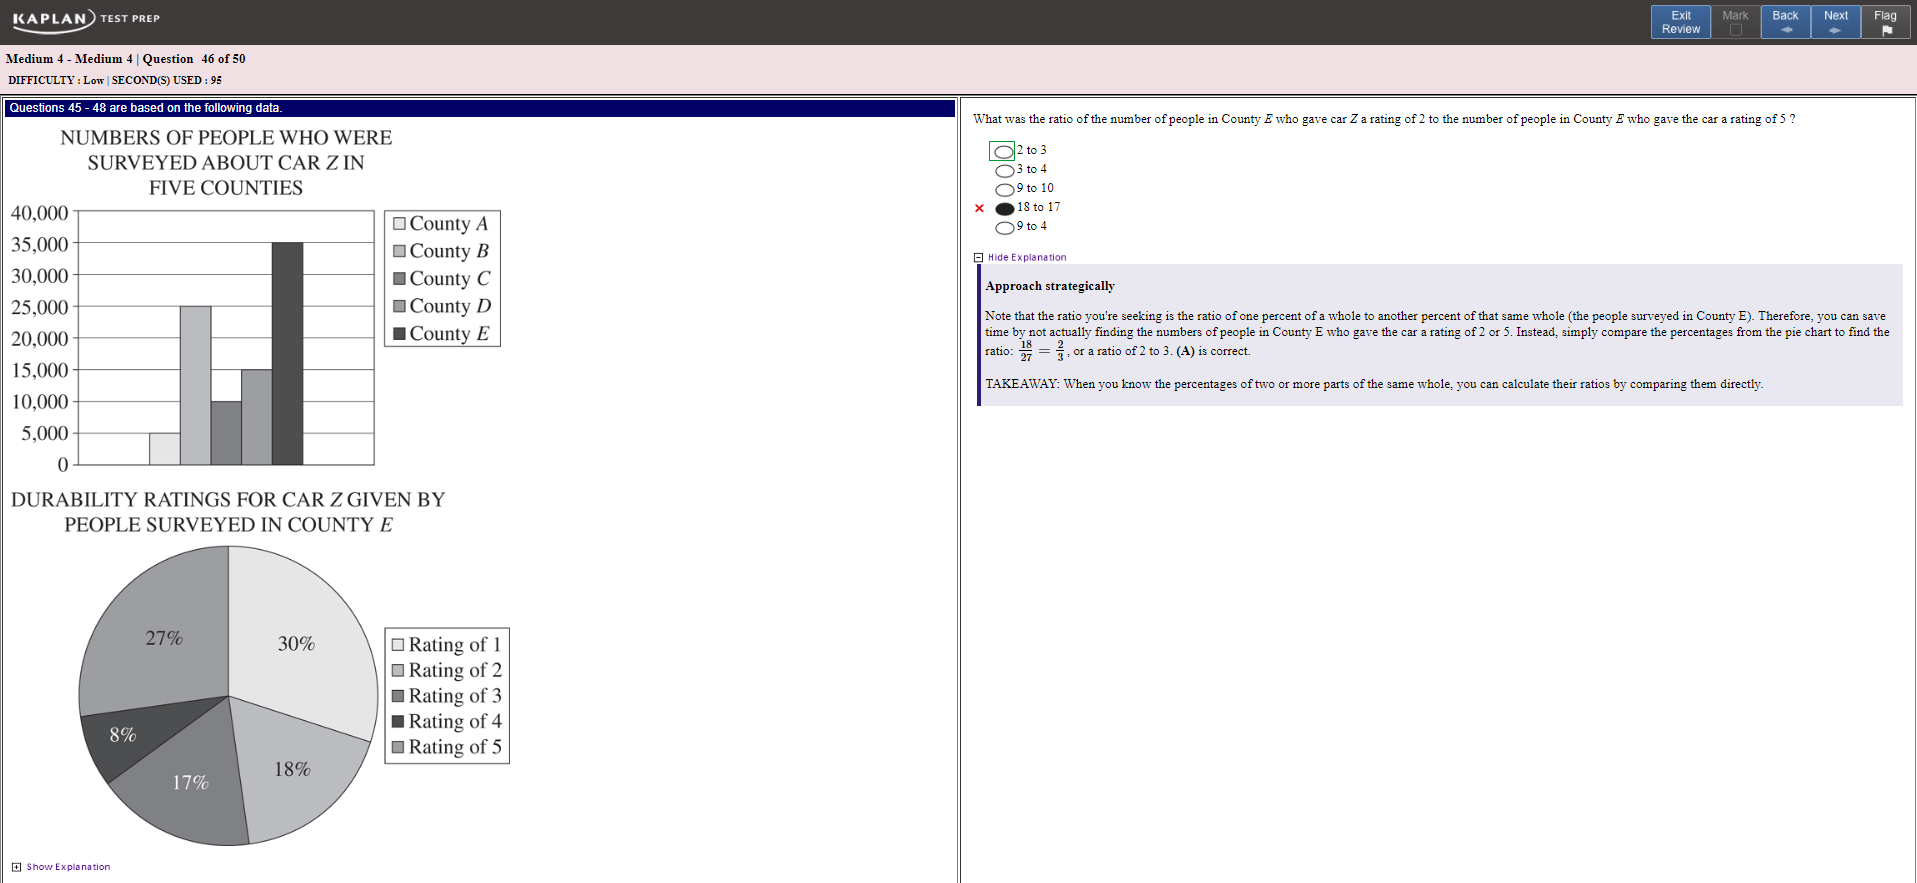 KAPLAN TEST PREP
Exit Review
Mark
Back
Next
Flag
Medium 4 - Medium 4 | Question 46 of 50
DIFFICULTY : Low | SECOND(S) USED : 95
Questions 45 - 48 are based on the following data.
NUMBERS OF PEOPLE WHO WERE
SURVEYED ABOUT CAR Z IN
FIVE COUNTIES
40,000
35,000
30,000
25,000
20,000
15,000
10,000
5,000
0
County A
County B
County C
County D
County E
DURABILITY RATINGS FOR CAR Z GIVEN BY
PEOPLE SURVEYED IN COUNTY E
27%
30%
8%
17%
18%
Rating of 1
Rating of 2
Rating of 3
Rating of 4
Rating of 5
Show Explanation
What was the ratio of the number of people in County E who gave car Z a rating of 2 to the number of people in County E who gave the car a rating of 5 ?
2 to 3
3 to 4
9 to 10
18 to 17
9 to 4
Hide Explanation
Approach strategically
Note that the ratio you're seeking is the ratio of one percent of a whole to another percent of that same whole (the people surveyed in County E). Therefore, you can save
time by not actually finding the numbers of people in County E who gave the car a rating of 2 or 5. Instead, simply compare the percentages from the pie chart to find the
ratio: 18/27 = 2/3, or a ratio of 2 to 3. (A) is correct.
TAKEAWAY: When you know the percentages of two or more parts of the same whole, you can calculate their ratios by comparing them directly.